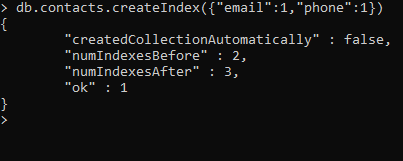 > db.contacts.createIndex({"email":1,"phone":1})
{
        "createdCollectionAutomatically" : false,
        "numIndexesBefore" : 2,
        "numIndexesAfter" : 3,
        "ok" : 1
}
>